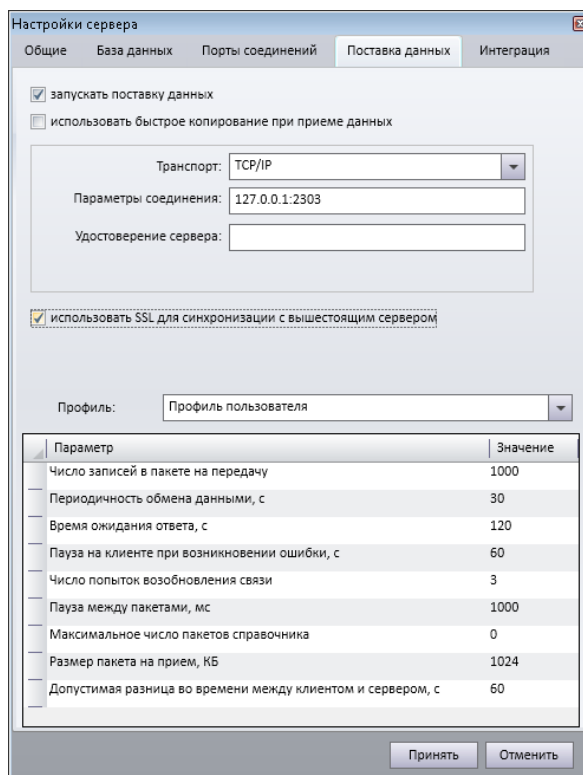 Настройки сервера
Общие База данных Порты соединений Поставка данных Интеграция
запускать поставку данных
использовать быстрое копирование при приеме данных
Транспорт: TCP/IP
Параметры соединения: 127.0.0.1:2303
Удостоверение сервера:
использовать SSL для синхронизации с вышестоящим сервером
Профиль: Профиль пользователя
Параметр Значение
Число записей в пакете на передачу 1000
Периодичность обмена данными, с 30
Время ожидания ответа, с 120
Пауза на клиенте при возникновении ошибки, с 60
Число попыток возобновления связи 3
Пауза между пакетами, мс 1000
Максимальное число пакетов справочника 0
Размер пакета на прием, КБ 1024
Допустимая разница во времени между клиентом и сервером, с 60
Принять Отменить